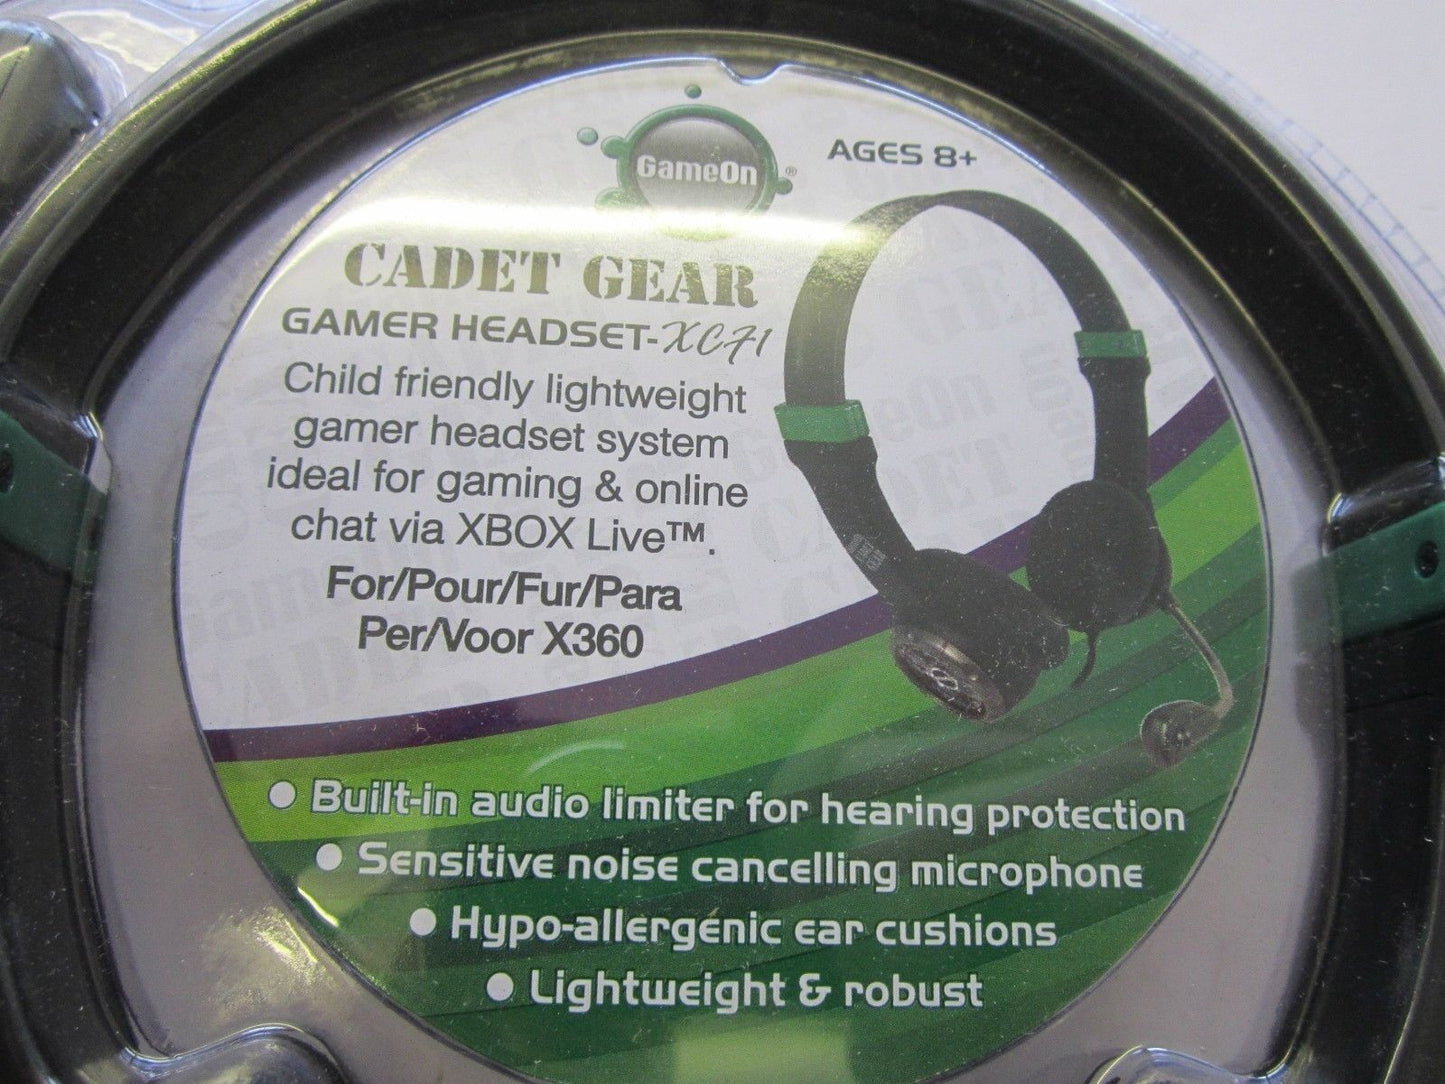 GameOn®
AGES 8+
CADET GEAR
GAMER HEADSET-XC71
Child friendly lightweight
gamer headset system
ideal for gaming & online
chat via XBOX Live™.
For/Pour/Fur/Para
Per/Voor X360
● Built-in audio limiter for hearing protection
● Sensitive noise cancelling microphone
● Hypo-allergenic ear cushions
● Lightweight & robust